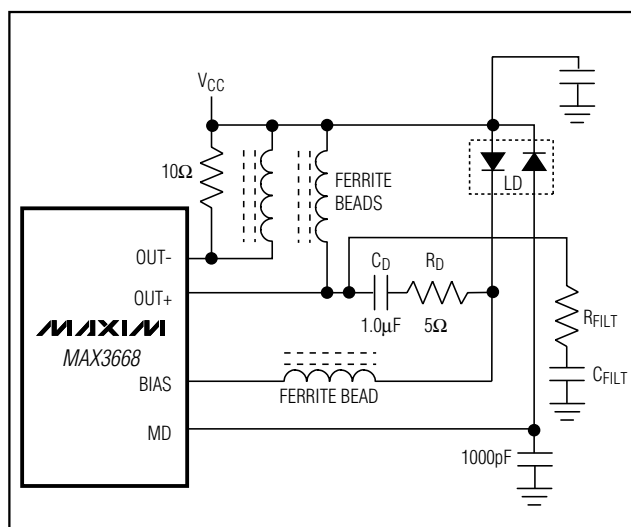 VCC
10Ω
FERRITE
BEADS
LD
OUT-
OUT+
CD
1.0μF
RD
5Ω
RFILT
CFILT
MAXIM
MAX3668
BIAS
FERRITE BEAD
MD
1000pF